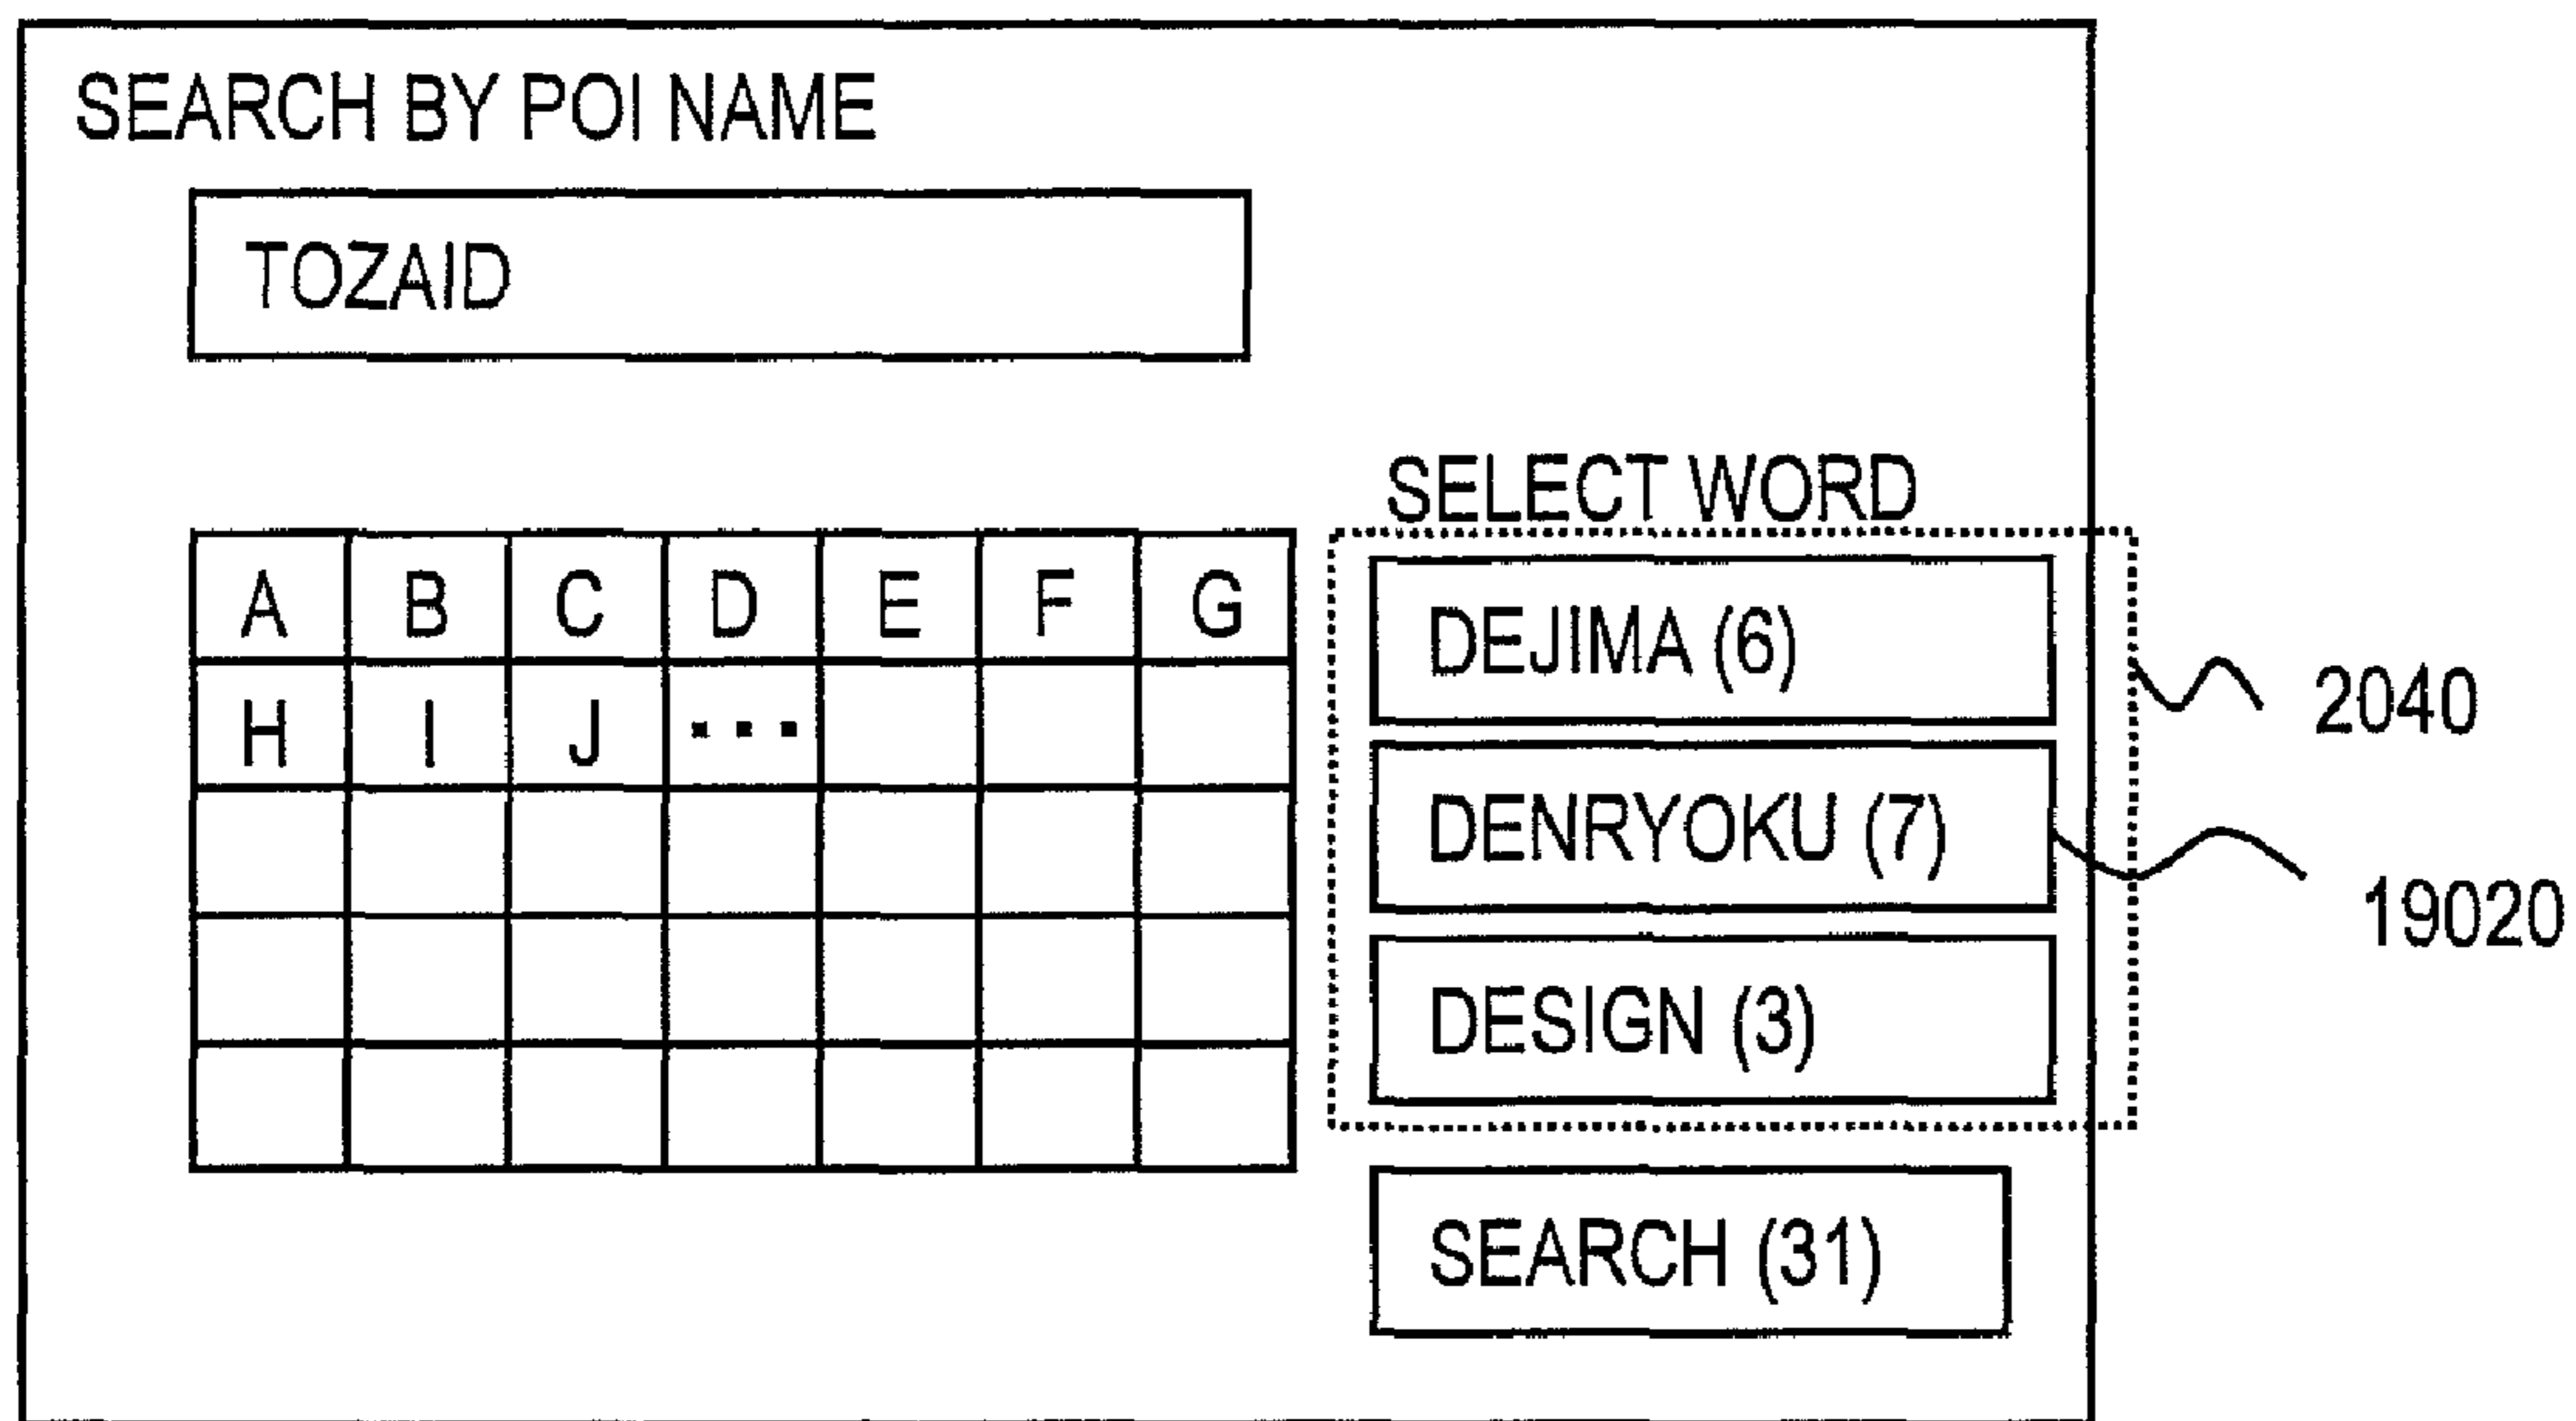 SEARCH BY POI NAME
TOZAID
SELECT WORD
A B C D E F G
H I J ...
DEJIMA (6)
DENRYOKU (7)
DESIGN (3)
SEARCH (31)
2040
19020